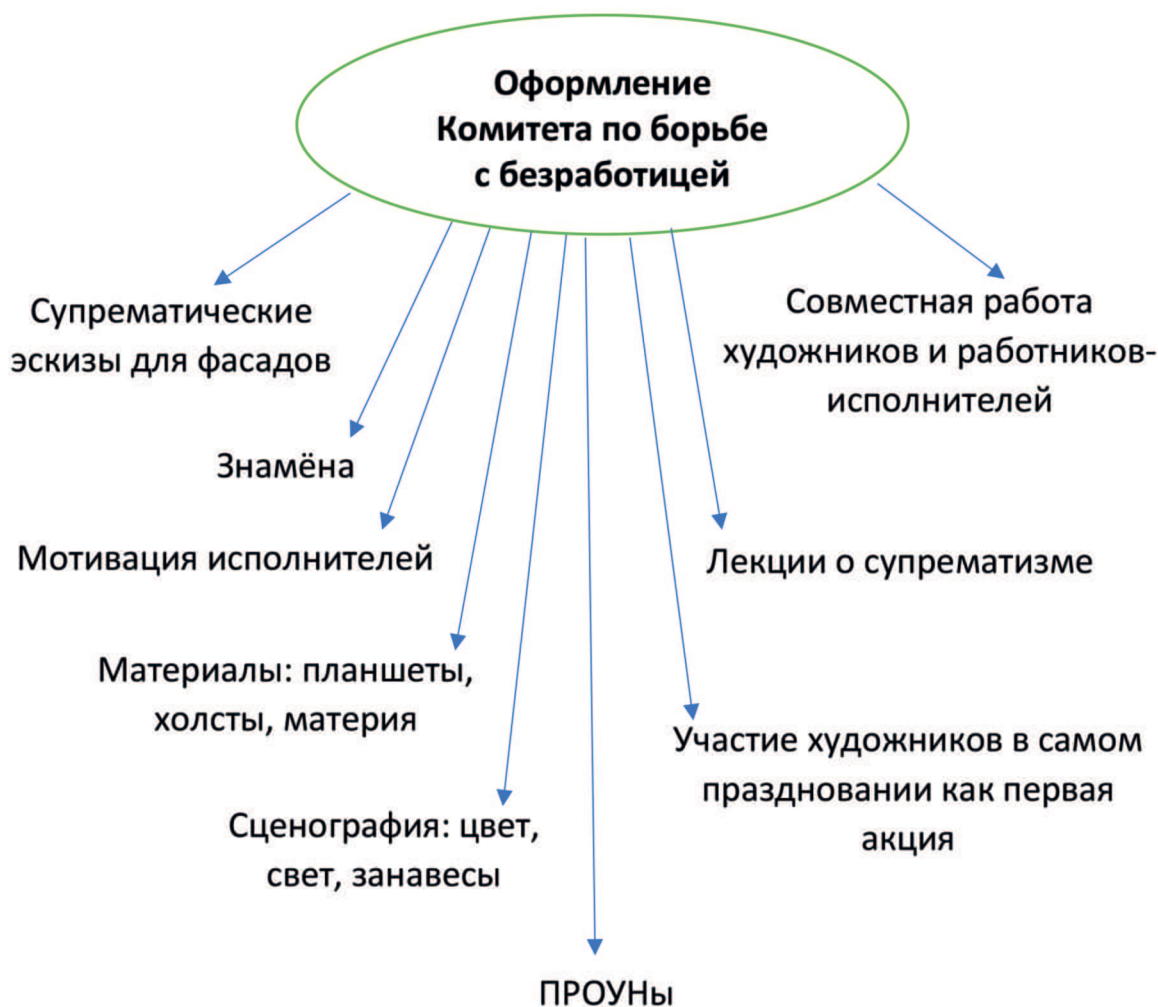 Оформление
Комитета по борьбе
с безработицей
Супрематические
эскизы для фасадов
Совместная работа
художников и работников-
исполнителей
Знамёна
Мотивация исполнителей
Лекции о супрематизме
Материалы: планшеты,
холсты, материя
Участие художников в самом
праздновании как первая
акция
Сценография: цвет,
свет, занавесы
ПРОУНы